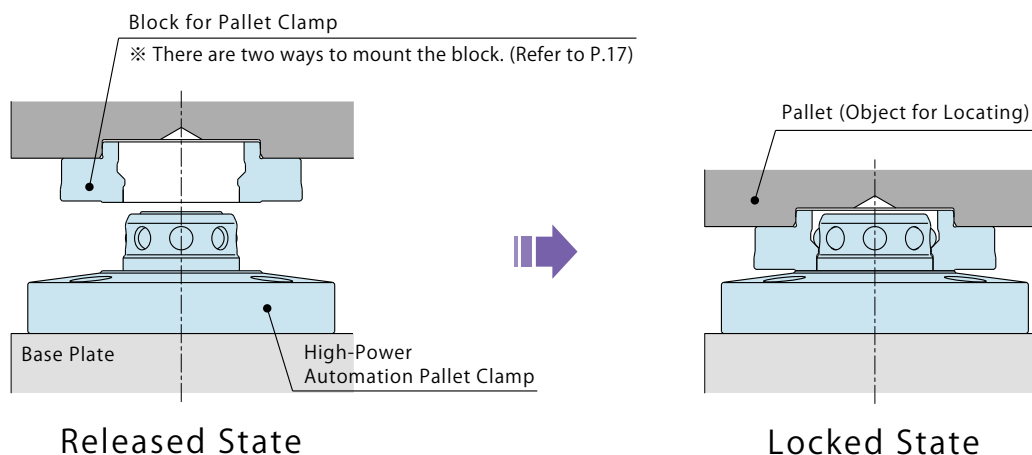 Block for Pallet Clamp
※ There are two ways to mount the block. (Refer to P.17)
Pallet (Object for Locating)
Base Plate
High-Power
Automation Pallet Clamp
Released State
Locked State